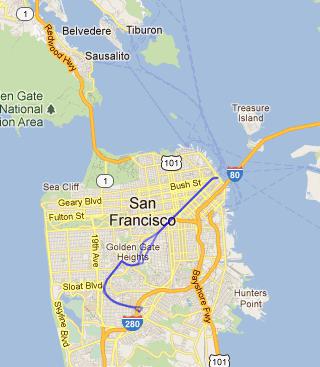 1
Belvedere
Tiburon
Redwood Hwy
Sausalito
en Gate
National
ion Area
Treasure
Island
101
80
Sea Cliff
1
Bush St
Geary Blvd
San
Francisco
Fulton St
19th Ave
Golden Gate
Heights
Sloat Blvd
Bayshore Fwy
Skyline Blvd
Hunters
Point
280
101